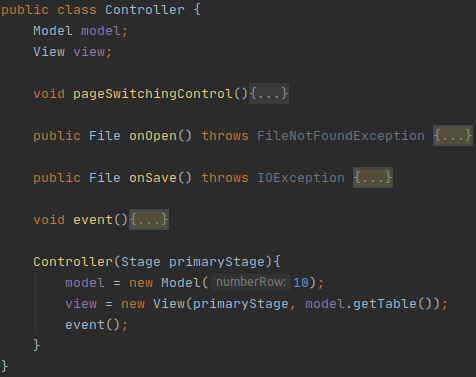 public class Controller {
Model model;
View view;
void pageSwitchingControl(){...}
public File onOpen() throws FileNotFoundException {...}
public File onSave() throws IOException {...}
void event(){...}
Controller(Stage primaryStage){
model = new Model( numberRow: 10);
view = new View(primaryStage, model.getTable());
event();
}
}